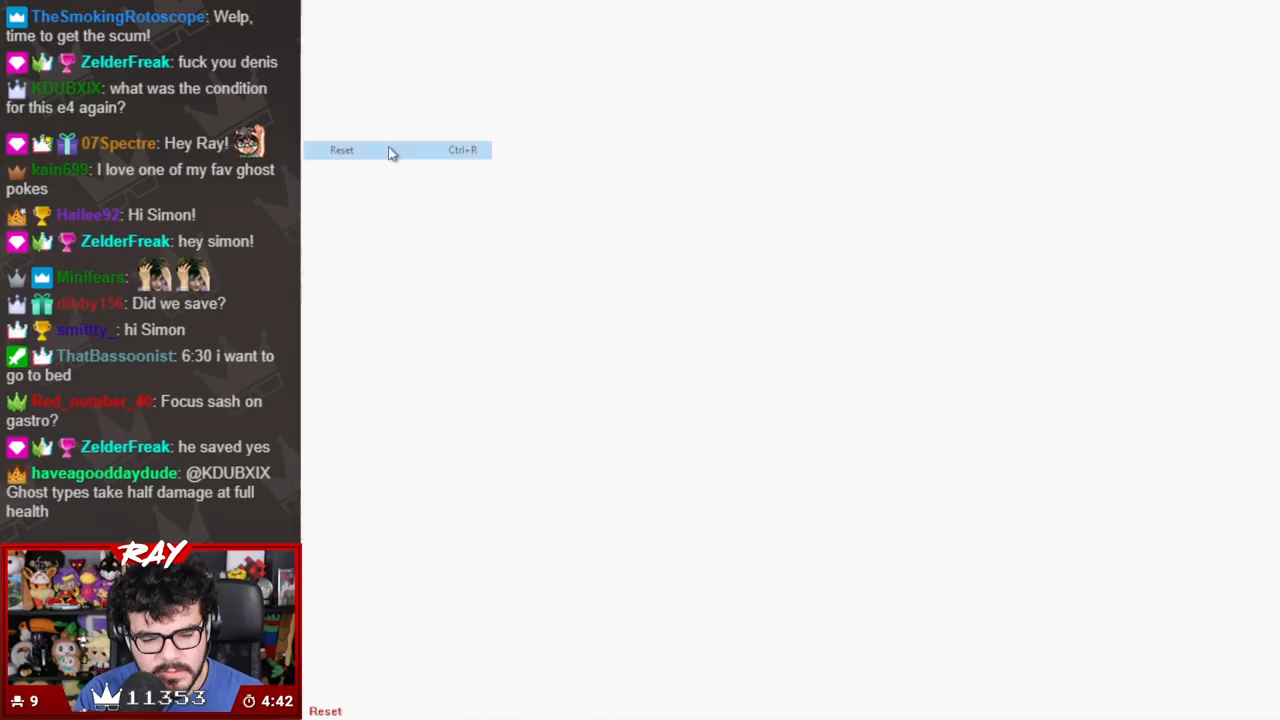 TheSmokingRotoscope: Welp,
time to get the scum!
ZelderFreak: fuck you denis
KDUBXIX: what was the condition
for this e4 again?
07Spectre: Hey Ray!
kain699: I love one of my fav ghost
pokes
Hailee92: Hi Simon!
ZelderFreak: hey simon!
Minifears:
dibby156: Did we save?
smittty_: hi Simon
ThatBassoonist: 6:30 i want to
go to bed
Red_number_40: Focus sash on
gastro?
ZelderFreak: he saved yes
haveagooddaydude: @KDUBXIX
Ghost types take half damage at full
health
Reset Ctrl+R
RAY
9 11353 4:42
Reset